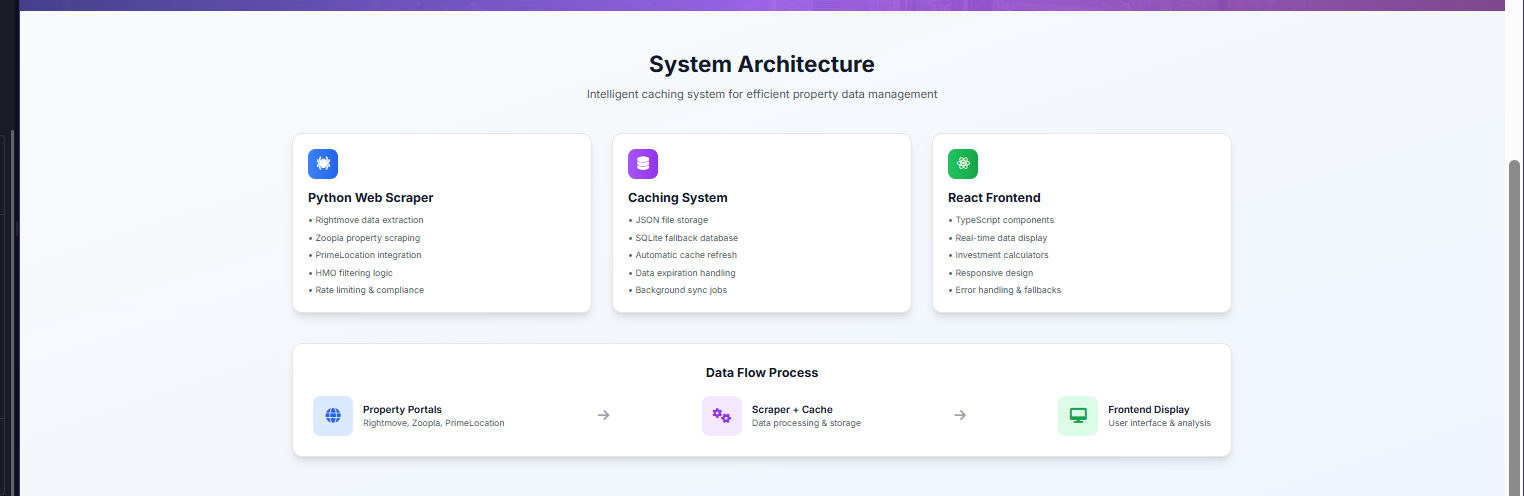 System Architecture
Intelligent caching system for efficient property data management
Python Web Scraper
• Rightmove data extraction
• Zoopla property scraping
• PrimeLocation integration
• HMO filtering logic
• Rate limiting & compliance
Caching System
• JSON file storage
• SQLite fallback database
• Automatic cache refresh
• Data expiration handling
• Background sync jobs
React Frontend
• TypeScript components
• Real-time data display
• Investment calculators
• Responsive design
• Error handling & fallbacks
Data Flow Process
Property Portals
Rightmove, Zoopla, PrimeLocation
Scraper + Cache
Data processing & storage
Frontend Display
User interface & analysis